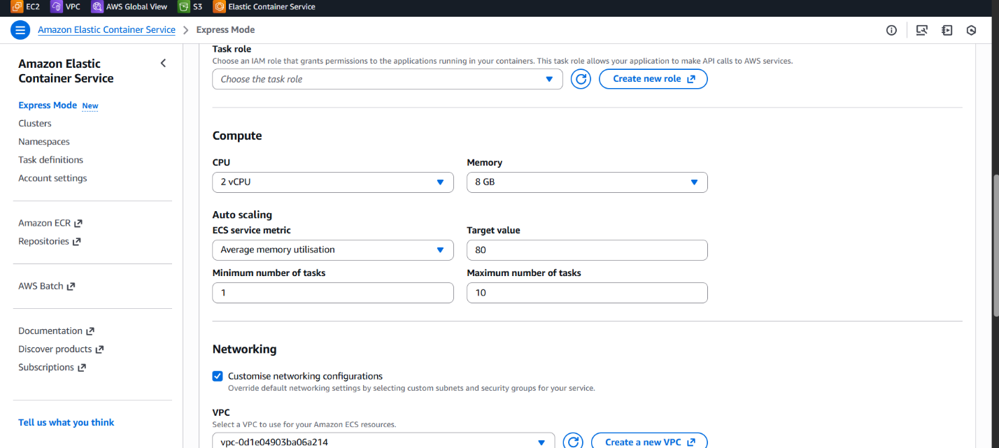 EC2 VPC AWS Global View S3 Elastic Container Service
Amazon Elastic Container Service > Express Mode
Amazon Elastic
Container Service
Express Mode New
Clusters
Namespaces
Task definitions
Account settings
Amazon ECR
Repositories
AWS Batch
Documentation
Discover products
Subscriptions
Tell us what you think
Task role
Choose an IAM role that grants permissions to the applications running in your containers. This task role allows your application to make API calls to AWS services.
Choose the task role
Create new role
Compute
CPU
2 vCPU
Memory
8 GB
Auto scaling
ECS service metric
Average memory utilisation
Target value
80
Minimum number of tasks
1
Maximum number of tasks
10
Networking
Customise networking configurations
Override default networking settings by selecting custom subnets and security groups for your service.
VPC
Select a VPC to use for your Amazon ECS resources.
vpc-0d1e04903ba06a214
Create a new VPC